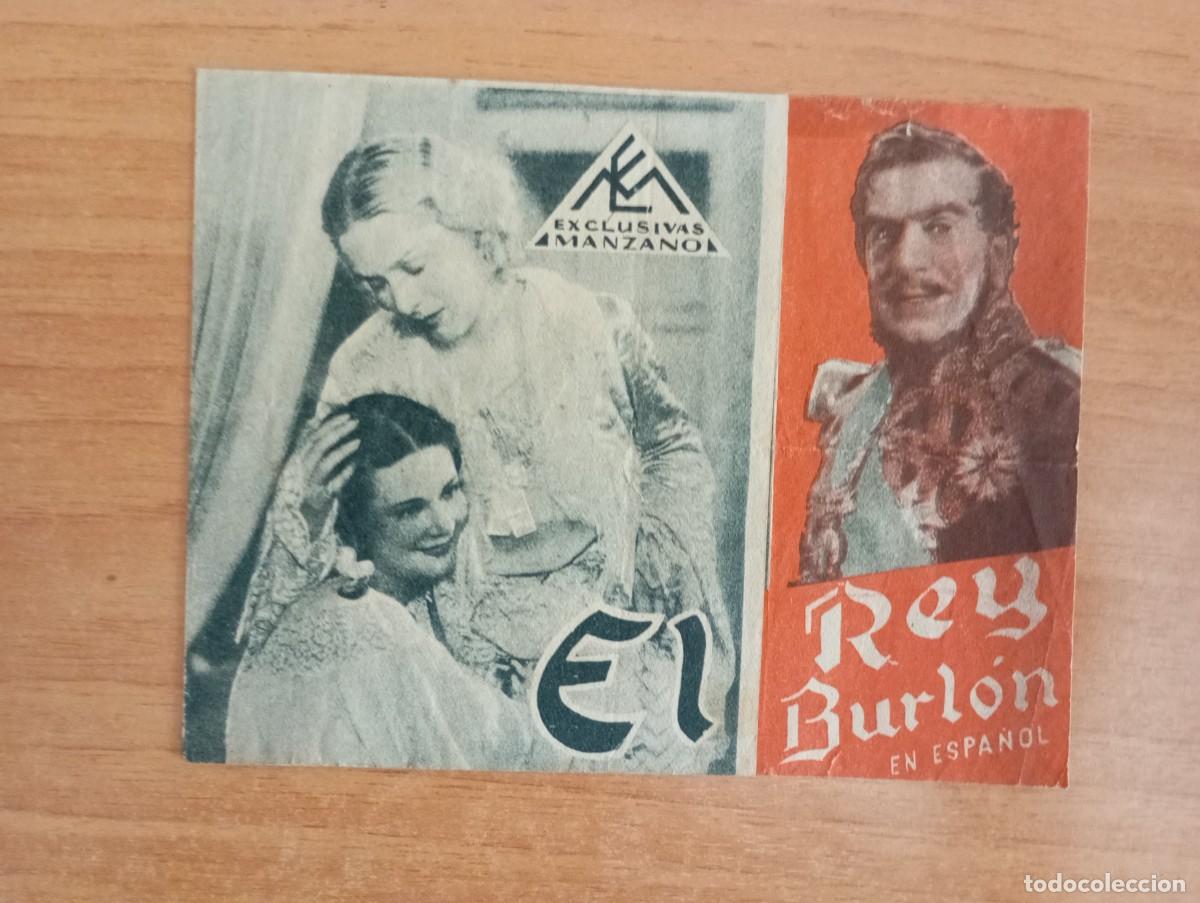 EXCLUSIVAS
MANZANO
El
Rey
Burlón
EN ESPAÑOL
todocoleccion